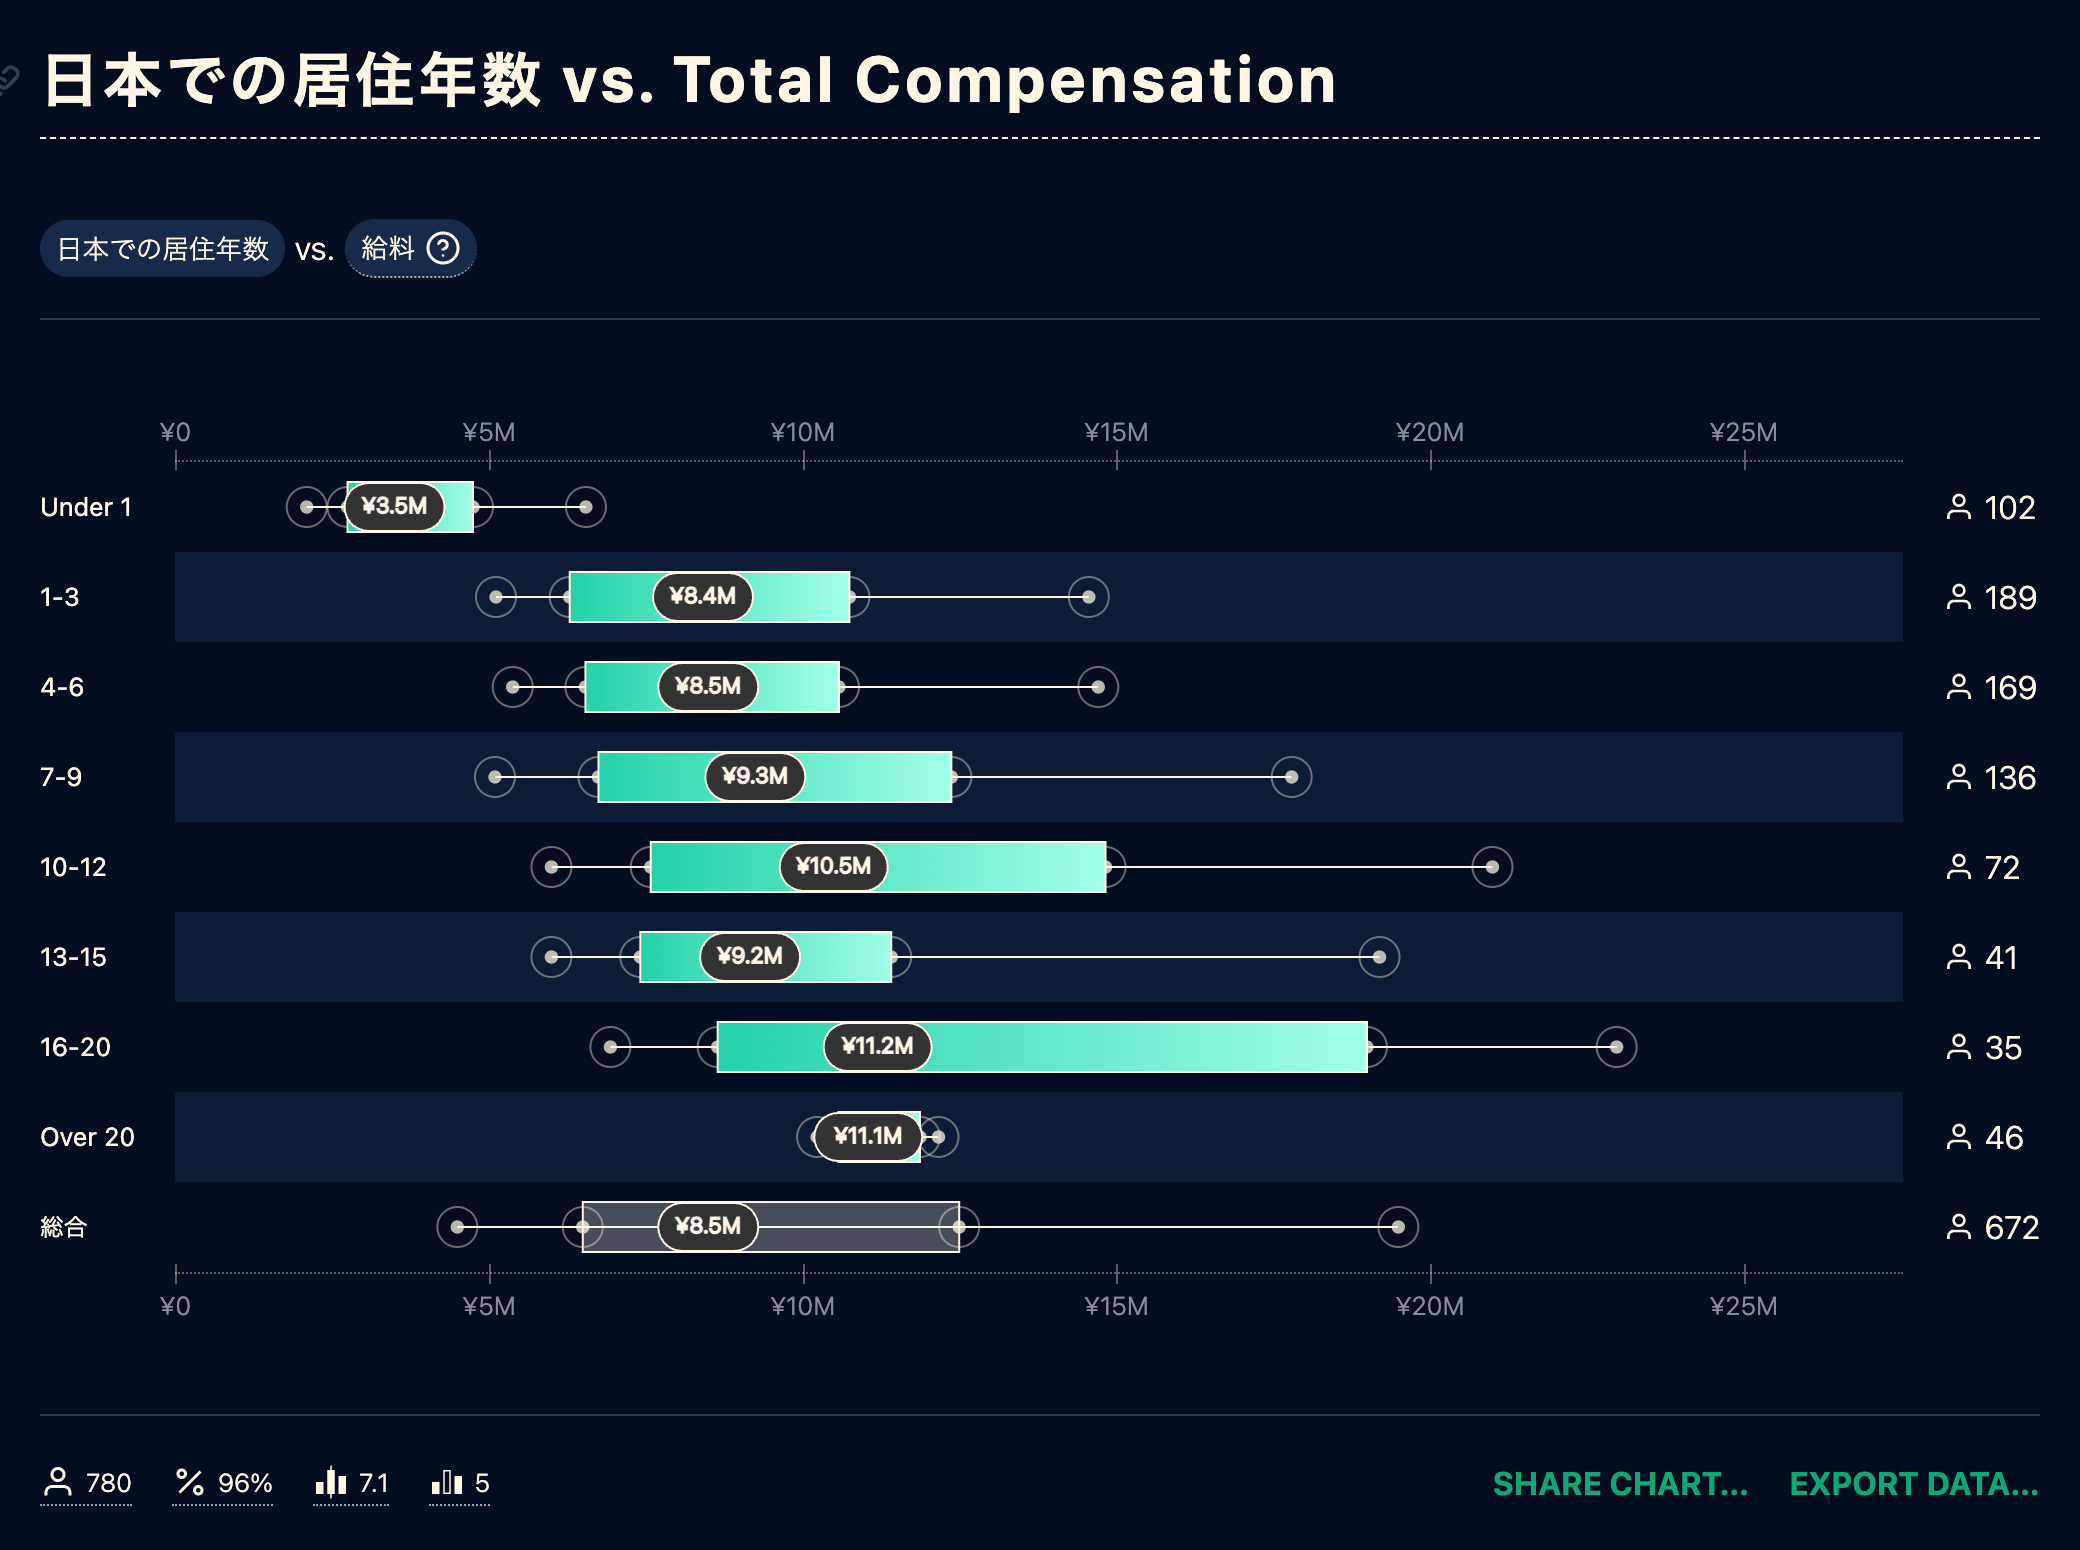 日本での居住年数 vs. Total Compensation
日本での居住年数 vs. 給料 ?
¥0 ¥5M ¥10M ¥15M ¥20M ¥25M
Under 1 ¥3.5M 102
1-3 ¥8.4M 189
4-6 ¥8.5M 169
7-9 ¥9.3M 136
10-12 ¥10.5M 72
13-15 ¥9.2M 41
16-20 ¥11.2M 35
Over 20 ¥11.1M 46
総合 ¥8.5M 672
¥0 ¥5M ¥10M ¥15M ¥20M ¥25M
780 % 96% 7.1 5 SHARE CHART... EXPORT DATA...